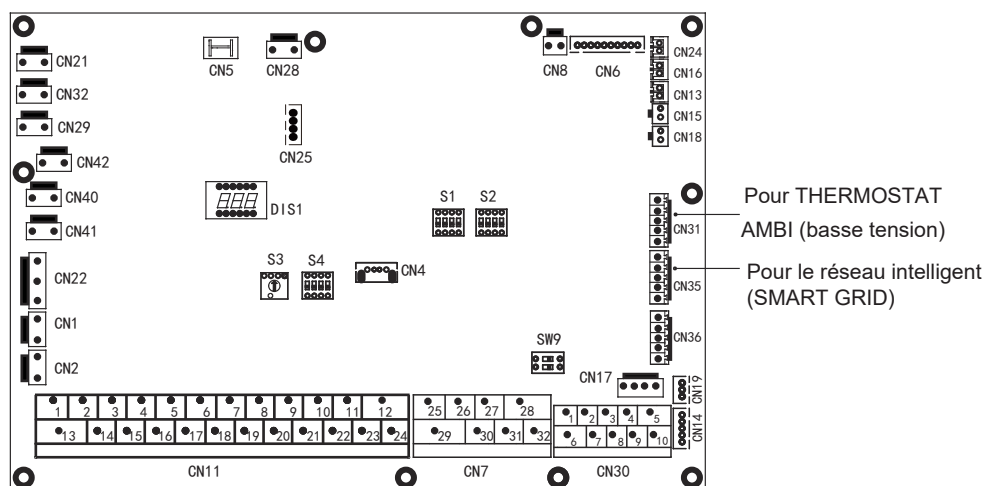 CN21
CN32
CN29
CN42
CN40
CN41
CN22
CN1
CN2
CN5
CN28
CN25
DIS1
S3
S4
CN4
S1
S2
CN8
CN6
CN24
CN16
CN13
CN15
CN18
CN31
CN35
CN36
SW9
CN17
CN19
CN14
Pour THERMOSTAT
AMBI (basse tension)
Pour le réseau intelligent
(SMART GRID)
1 2 3 4 5 6 7 8 9 10 11 12
13 14 15 16 17 18 19 20 21 22 23 24
CN11
25 26 27 28
29 30 31 32
CN7
1 2 3 4 5
6 7 8 9 10
CN30